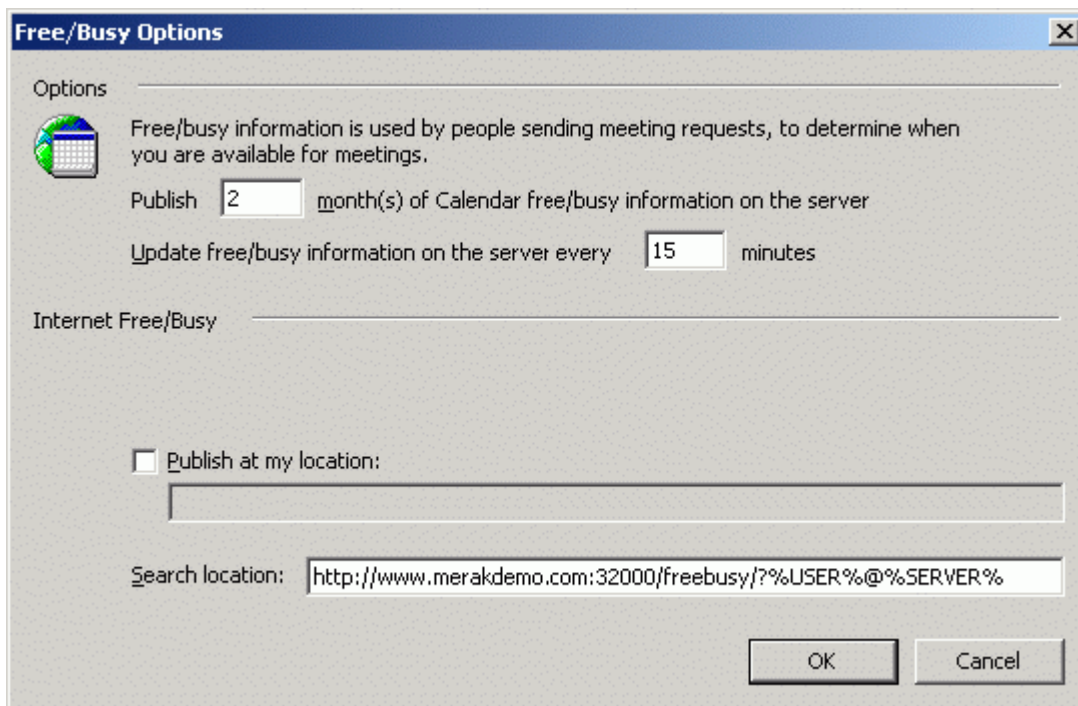 Free/Busy Options
Options
Free/busy information is used by people sending meeting requests, to determine when
you are available for meetings.
Publish 2 month(s) of Calendar free/busy information on the server
Update free/busy information on the server every 15 minutes
Internet Free/Busy
Publish at my location:
Search location: http://www.merakdemo.com:32000/freebusy/?%USER%@%SERVER%
OK Cancel